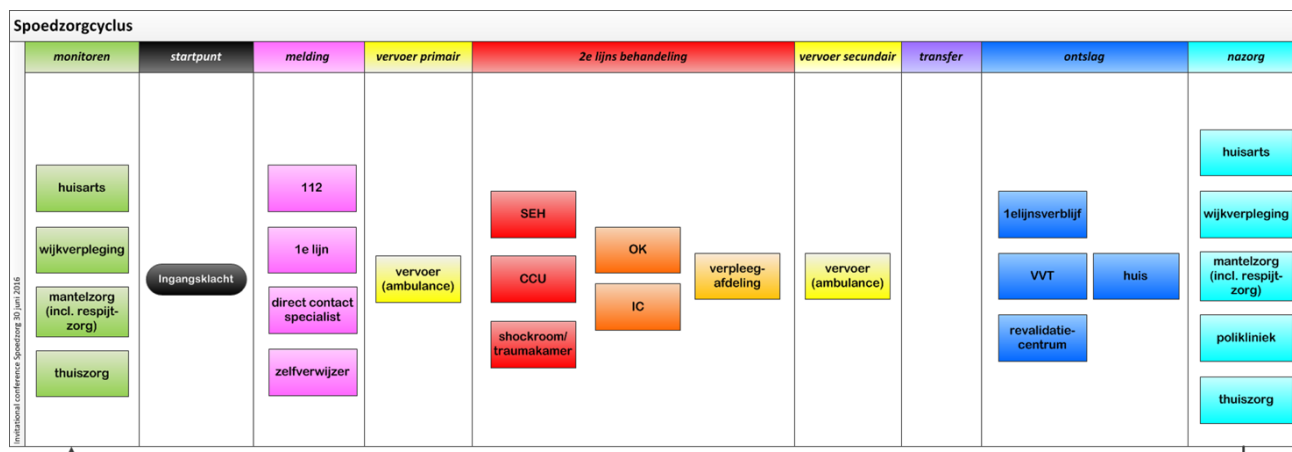 Spoedzorgcyclus
monitoren
startpunt
melding
vervoer primair
2e lijns behandeling
vervoer secundair
transfer
ontslag
nazorg
Invitational conference Spoedzorg 30 juni 2016
huisarts
wijkverpleging
mantelzorg
(incl. respijt-
zorg)
thuiszorg
Ingangsklacht
112
1e lijn
direct contact
specialist
zelfverwijzer
vervoer
(ambulance)
SEH
CCU
shockroom/
traumakamer
OK
IC
verpleeg-
afdeling
vervoer
(ambulance)
1elijnsverblijf
VVT
revalidatie-
centrum
huis
huisarts
wijkverpleging
mantelzorg
(incl. respijt-
zorg)
polikliniek
thuiszorg